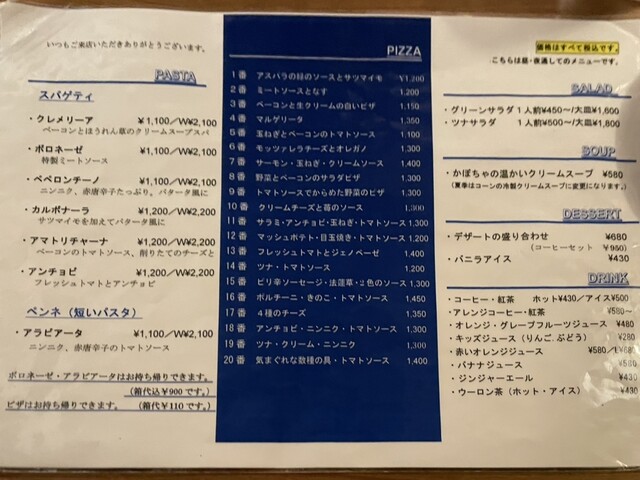 いつもご来店いただきありがとうございます。
PASTA
スパゲティ
・クレメリーア ¥1,100／W¥2,100
ベーコンとほうれん草のクリームスープスパ
・ボロネーゼ ¥1,100／W¥2,100
特製ミートソース
・ペペロンチーノ ¥1,100／W¥2,100
ニンニク、赤唐辛子たっぷり、パタータ風に
・カルボナーラ ¥1,200／W¥2,200
サツマイモを加えてパタータ風に
・アマトリチャーナ ¥1,200／W¥2,200
ベーコンのトマトソース、削りたてのチーズと
・アンチョビ ¥1,200／W¥2,200
フレッシュトマトとアンチョビ
ペンネ（短いパスタ）
・アラビアータ ¥1,100／W¥2,100
ニンニク、赤唐辛子のトマトソース
ボロネーゼ・アラビアータはお持ち帰りできます。
（箱代込¥900です。）
ピザはお持ち帰りできます。（箱代¥110です。）
PIZZA
1番 アスパラの緑のソースとサツマイモ ¥1,200
2番 ミートソースとなす 1,200
3番 ベーコンと生クリームの白いピザ 1,150
4番 マルゲリータ 1,350
5番 玉ねぎとベーコンのトマトソース 1,100
6番 モッツァレラチーズとオレガノ 1,300
7番 サーモン・玉ねぎ・クリームソース 1,400
8番 野菜とベーコンのサラダピザ 1,300
9番 トマトソースでからめた野菜のピザ 1,300
10番 クリームチーズと苺のソース 1,300
11番 サラミ・アンチョビ・玉ねぎ・トマトソース 1,300
12番 マッシュポテト・目玉焼き・トマトソース 1,200
13番 フレッシュトマトとジェノベーゼ 1,400
14番 ツナ・トマトソース 1,200
15番 ピリ辛ソーセージ・法蓮草・2色のソース 1,300
16番 ポルチーニ・きのこ・トマトソース 1,450
17番 4種のチーズ 1,350
18番 アンチョビ・ニンニク・トマトソース 1,300
19番 ツナ・クリーム・ニンニク 1,300
20番 気まぐれな数種の具・トマトソース 1,400
価格はすべて税込です。
こちらは昼・夜通してのメニューです。
SALAD
・グリーンサラダ 1人前¥450～／大皿¥1,600
・ツナサラダ 1人前¥500～／大皿¥1,800
SOUP
・かぼちゃの温かいクリームスープ ¥580
（夏季はコーンの冷製クリームスープに変更になります。）
DESSERT
・デザートの盛り合わせ ¥680
（コーヒーセット ¥960）
・バニラアイス ¥430
DRINK
・コーヒー・紅茶 ホット¥430／アイス¥500
・アレンジコーヒー・紅茶 ¥580～
・オレンジ・グレープフルーツジュース ¥480
・キッズジュース（りんご、ぶどう） ¥280
・赤いオレンジジュース ¥580／
・バナナジュース ¥580
・ジンジャーエール ¥430
・ウーロン茶（ホット・アイス） ¥430